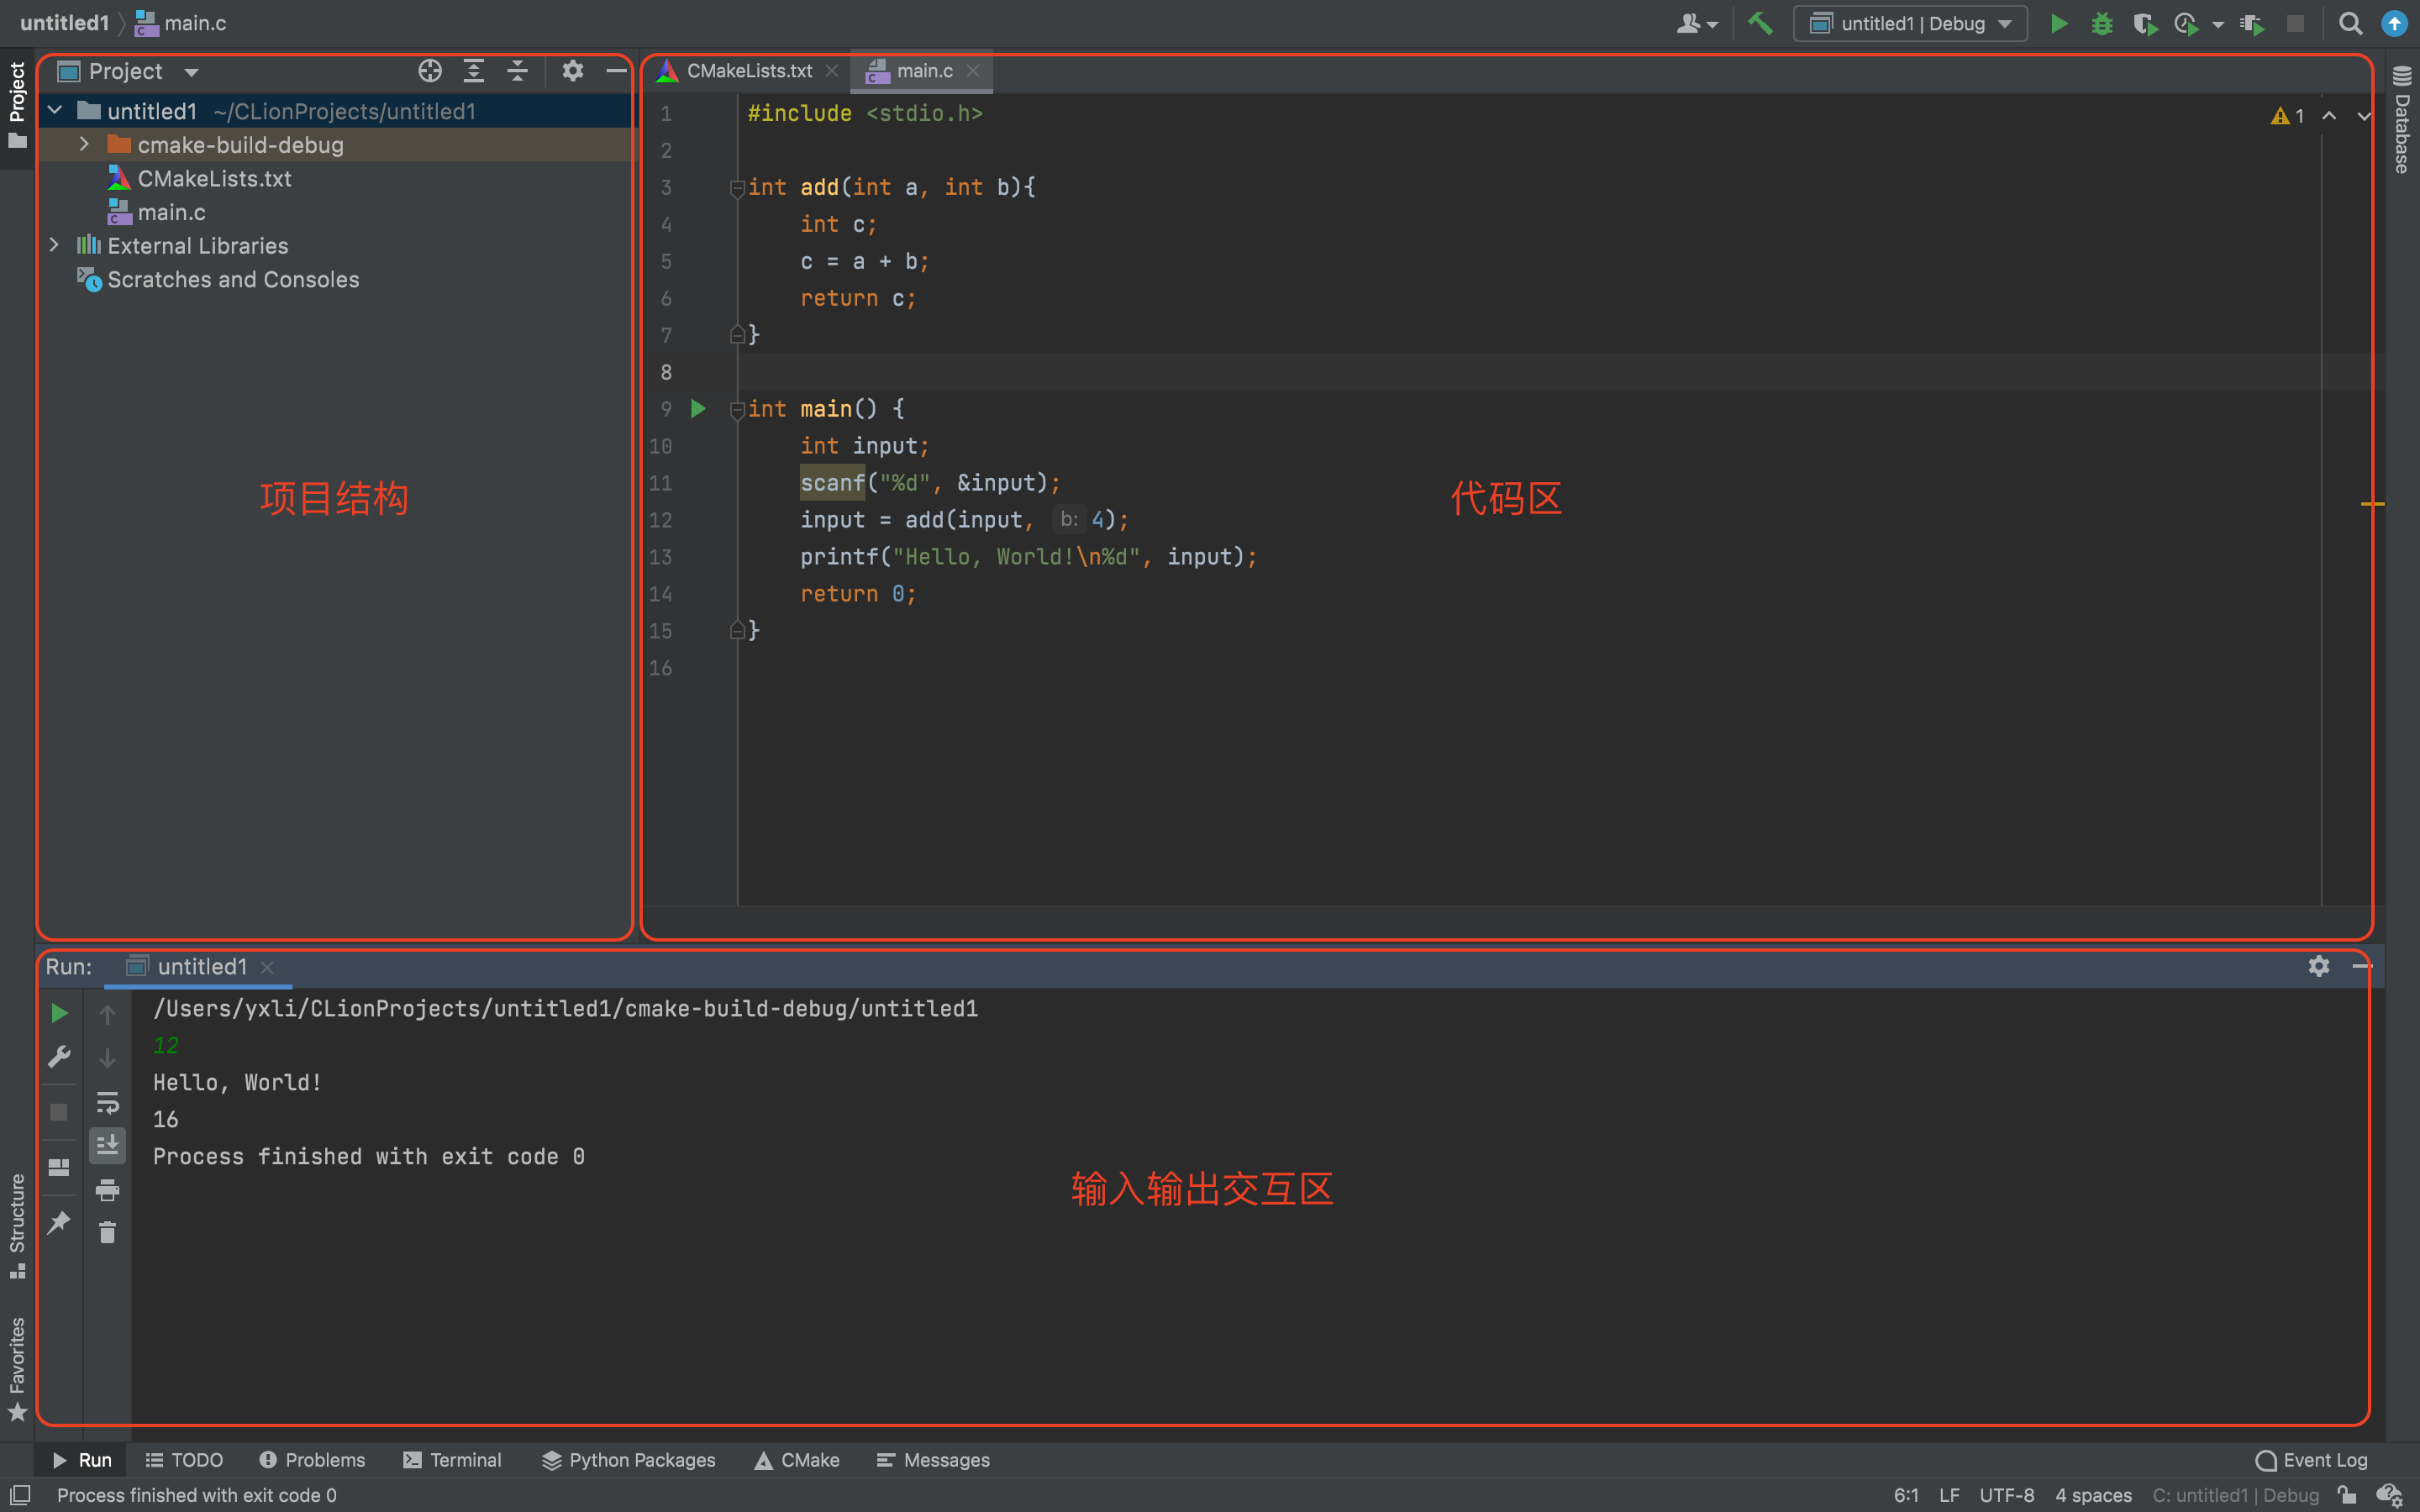 untitled1 main.c
untitled1 | Debug
Project
Project
CMakeLists.txt main.c
Database
untitled1 ~/CLionProjects/untitled1
cmake-build-debug
CMakeLists.txt
main.c
External Libraries
Scratches and Consoles
项目结构
1 #include <stdio.h>
2
3 int add(int a, int b){
4 int c;
5 c = a + b;
6 return c;
7 }
8
9 int main() {
10 int input;
11 scanf("%d", &input);
12 input = add(input, b: 4);
13 printf("Hello, World!\n%d", input);
14 return 0;
15 }
16
1
代码区
Run: untitled1
/Users/yxli/CLionProjects/untitled1/cmake-build-debug/untitled1
12
Hello, World!
16
Process finished with exit code 0
输入输出交互区
Structure
Favorites
Run TODO Problems Terminal Python Packages CMake Messages Event Log
Process finished with exit code 0 6:1 LF UTF-8 4 spaces C: untitled1 | Debug